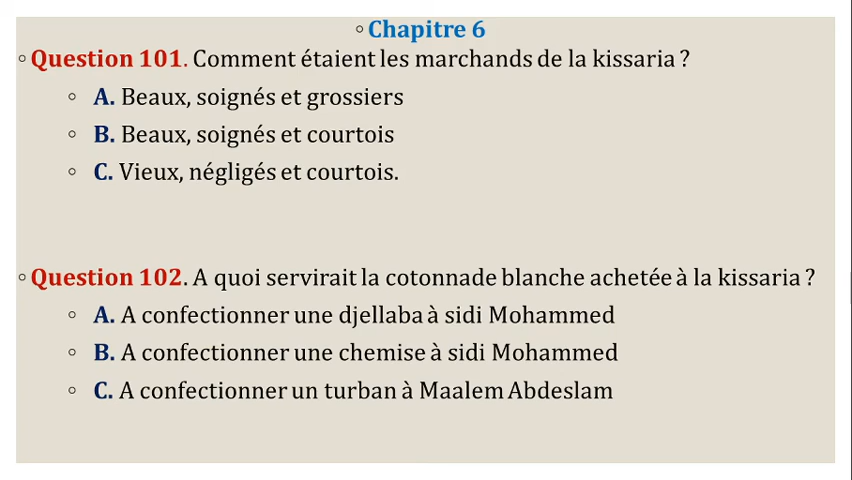 ◦ Chapitre 6
◦ Question 101. Comment étaient les marchands de la kissaria ?
◦ A. Beaux, soignés et grossiers
◦ B. Beaux, soignés et courtois
◦ C. Vieux, négligés et courtois.
◦ Question 102. A quoi servirait la cotonnade blanche achetée à la kissaria ?
◦ A. A confectionner une djellaba à sidi Mohammed
◦ B. A confectionner une chemise à sidi Mohammed
◦ C. A confectionner un turban à Maalem Abdeslam